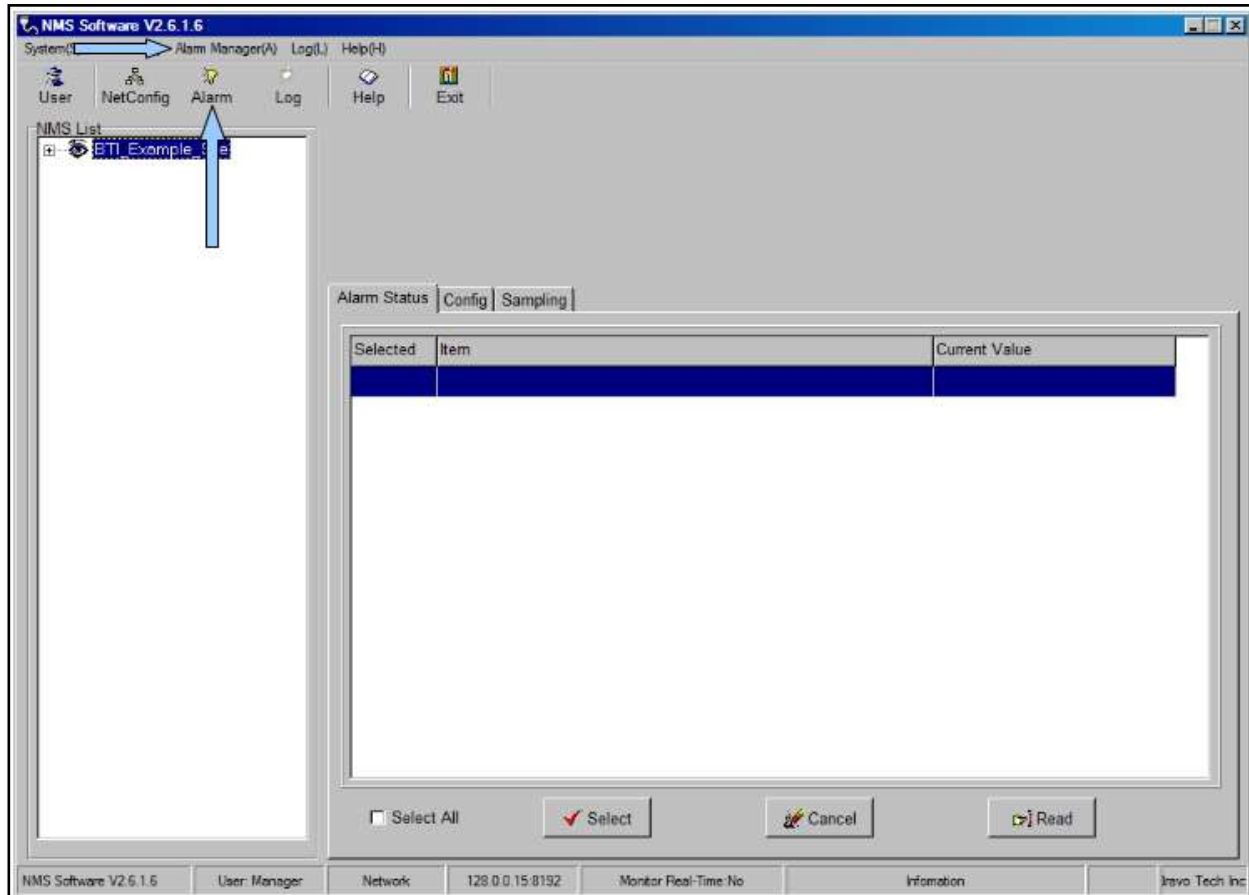 NMS Software V2.6.1.6
System( Alarm Manager(A) Log(L) Help(H)
User NetConfig Alarm Log Help Exit
NMS List
BTI_Example_
Alarm Status Config Sampling
Selected Item Current Value
Select All Select Cancel Read
NMS Software V2.6.1.6 User: Manager Network 128.0.0.15:8192 Monitor Real-Time:No Infomation Tech Inc